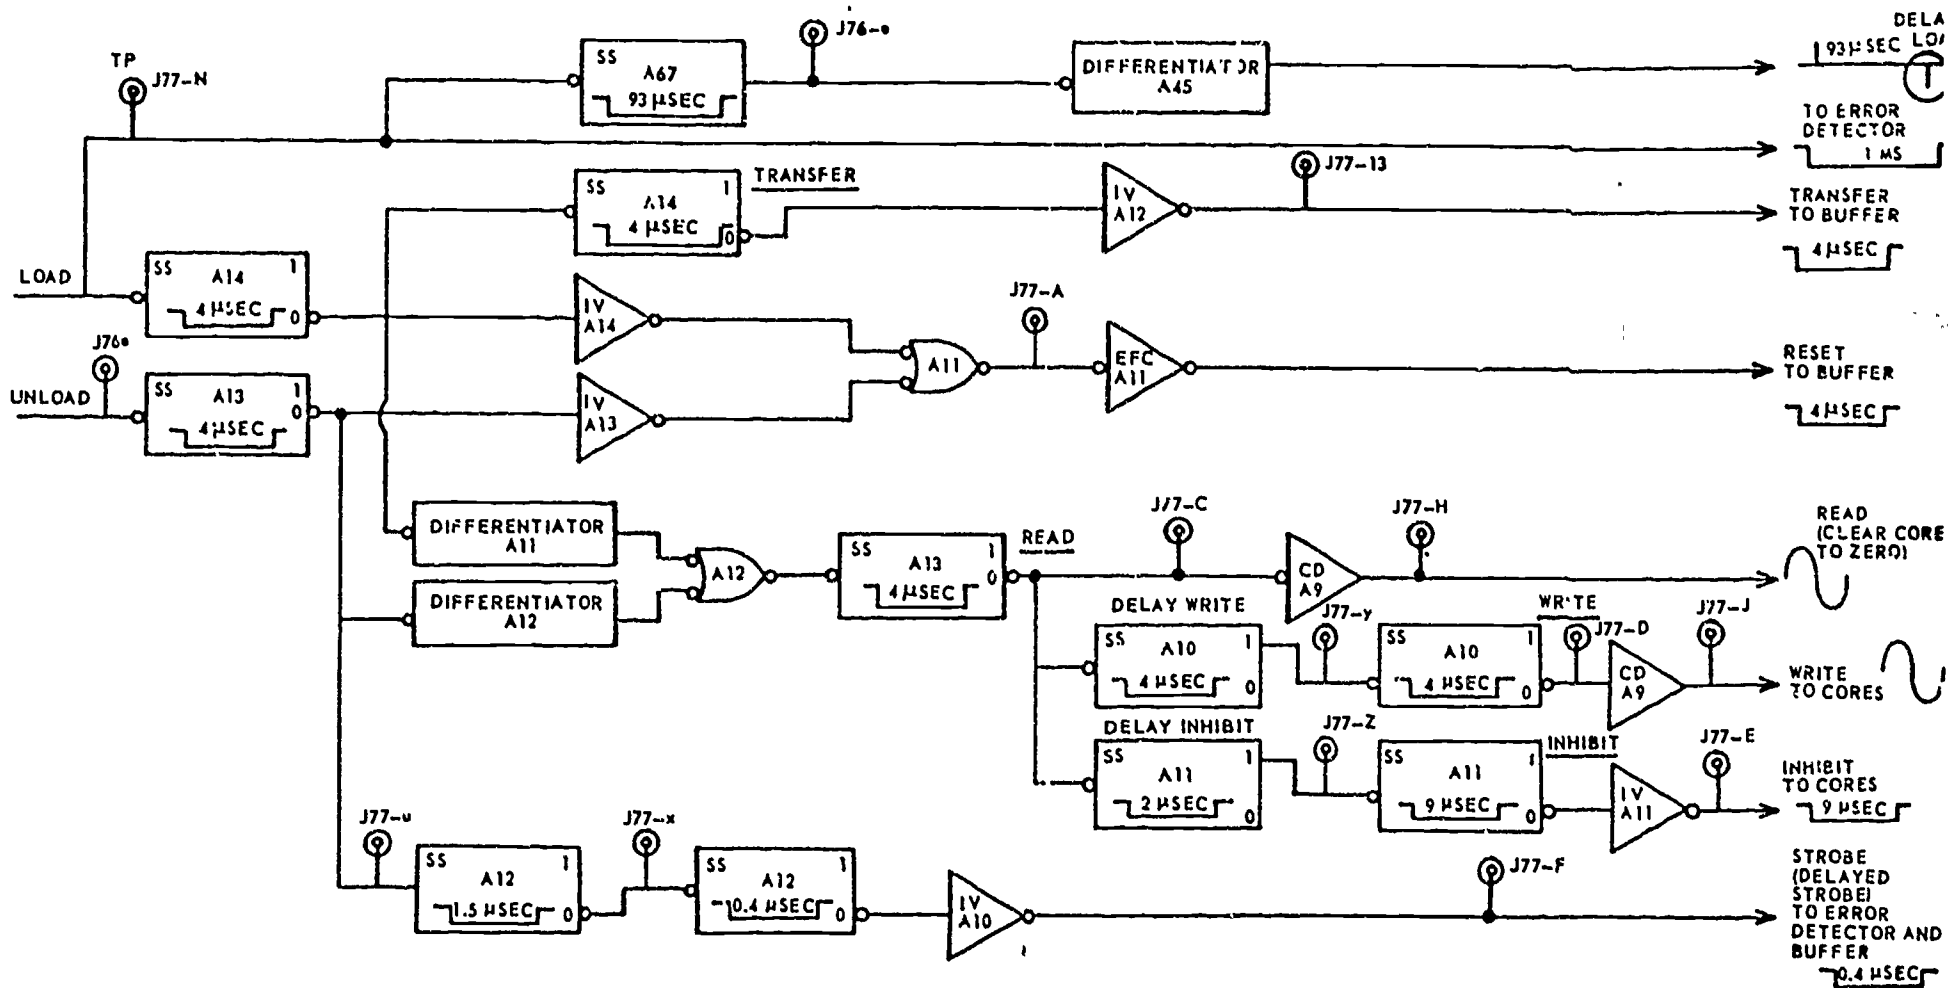 TP
J77-N
SS
A67
93 µSEC
J76-e
DIFFERENTIATOR
A45
DELA
93 µSEC
LOA
TO ERROR
DETECTOR
1 MS
SS
1
A14
4 µSEC
0
TRANSFER
IV
A12
J77-13
TRANSFER
TO BUFFER
4 µSEC
LOAD
SS
1
A14
4 µSEC
0
IV
A14
J77-A
A11
EFC
A11
RESET
TO BUFFER
4 µSEC
J76e
UNLOAD
SS
1
A13
0
4 µSEC
IV
A13
DIFFERENTIATOR
A11
DIFFERENTIATOR
A12
A12
SS
1
A13
0
4 µSEC
READ
J77-C
CD
A9
J77-H
READ
(CLEAR CORE
TO ZERO)
DELAY WRITE
SS
A10
1
4 µSEC
0
J77-y
SS
1
A10
4 µSEC
0
WRITE
J77-D
CD
A9
J77-J
WRITE
TO CORES
DELAY INHIBIT
SS
1
A11
2 µSEC
0
J77-Z
SS
1
A11
9 µSEC
0
INHIBIT
IV
A11
J77-E
INHIBIT
TO CORES
9 µSEC
J77-u
SS
1
A12
1.5 µSEC
0
J77-x
SS
1
A12
0.4 µSEC
0
IV
A10
J77-F
STROBE
(DELAYED
STROBE)
TO ERROR
DETECTOR AND
BUFFER
0.4 µSEC